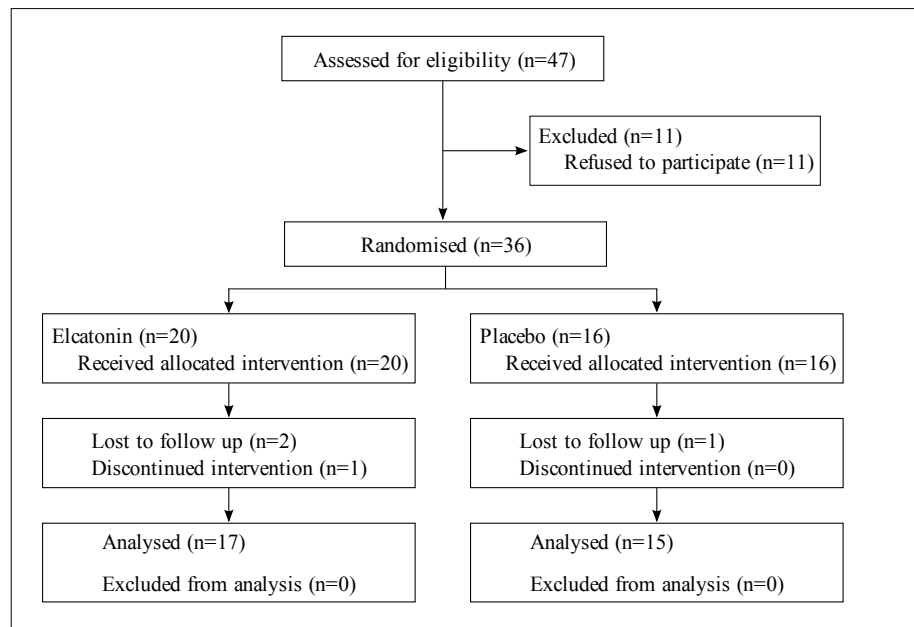 Assessed for eligibility (n=47)
Excluded (n=11)
Refused to participate (n=11)
Randomised (n=36)
Elcatonin (n=20)
Received allocated intervention (n=20)
Placebo (n=16)
Received allocated intervention (n=16)
Lost to follow up (n=2)
Discontinued intervention (n=1)
Lost to follow up (n=1)
Discontinued intervention (n=0)
Analysed (n=17)
Excluded from analysis (n=0)
Analysed (n=15)
Excluded from analysis (n=0)